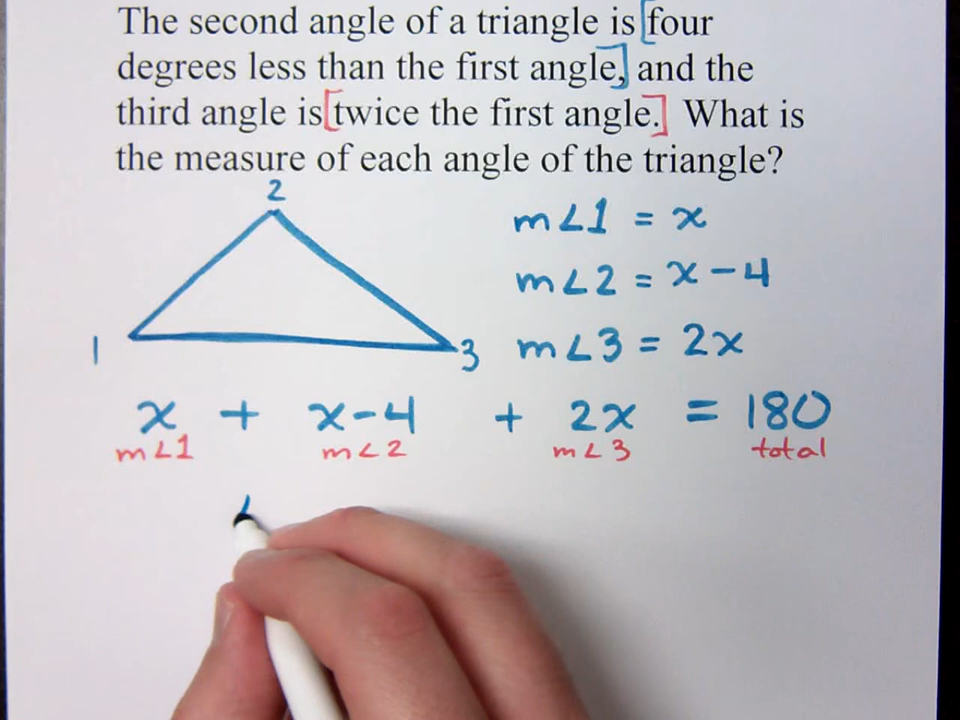 The second angle of a triangle is [four
degrees less than the first angle,] and the
third angle is [twice the first angle.] What is
the measure of each angle of the triangle?
2
1
3
m∠1 = x
m∠2 = x - 4
m∠3 = 2x
x + x-4 + 2x = 180
m∠1 m∠2 m∠3 total